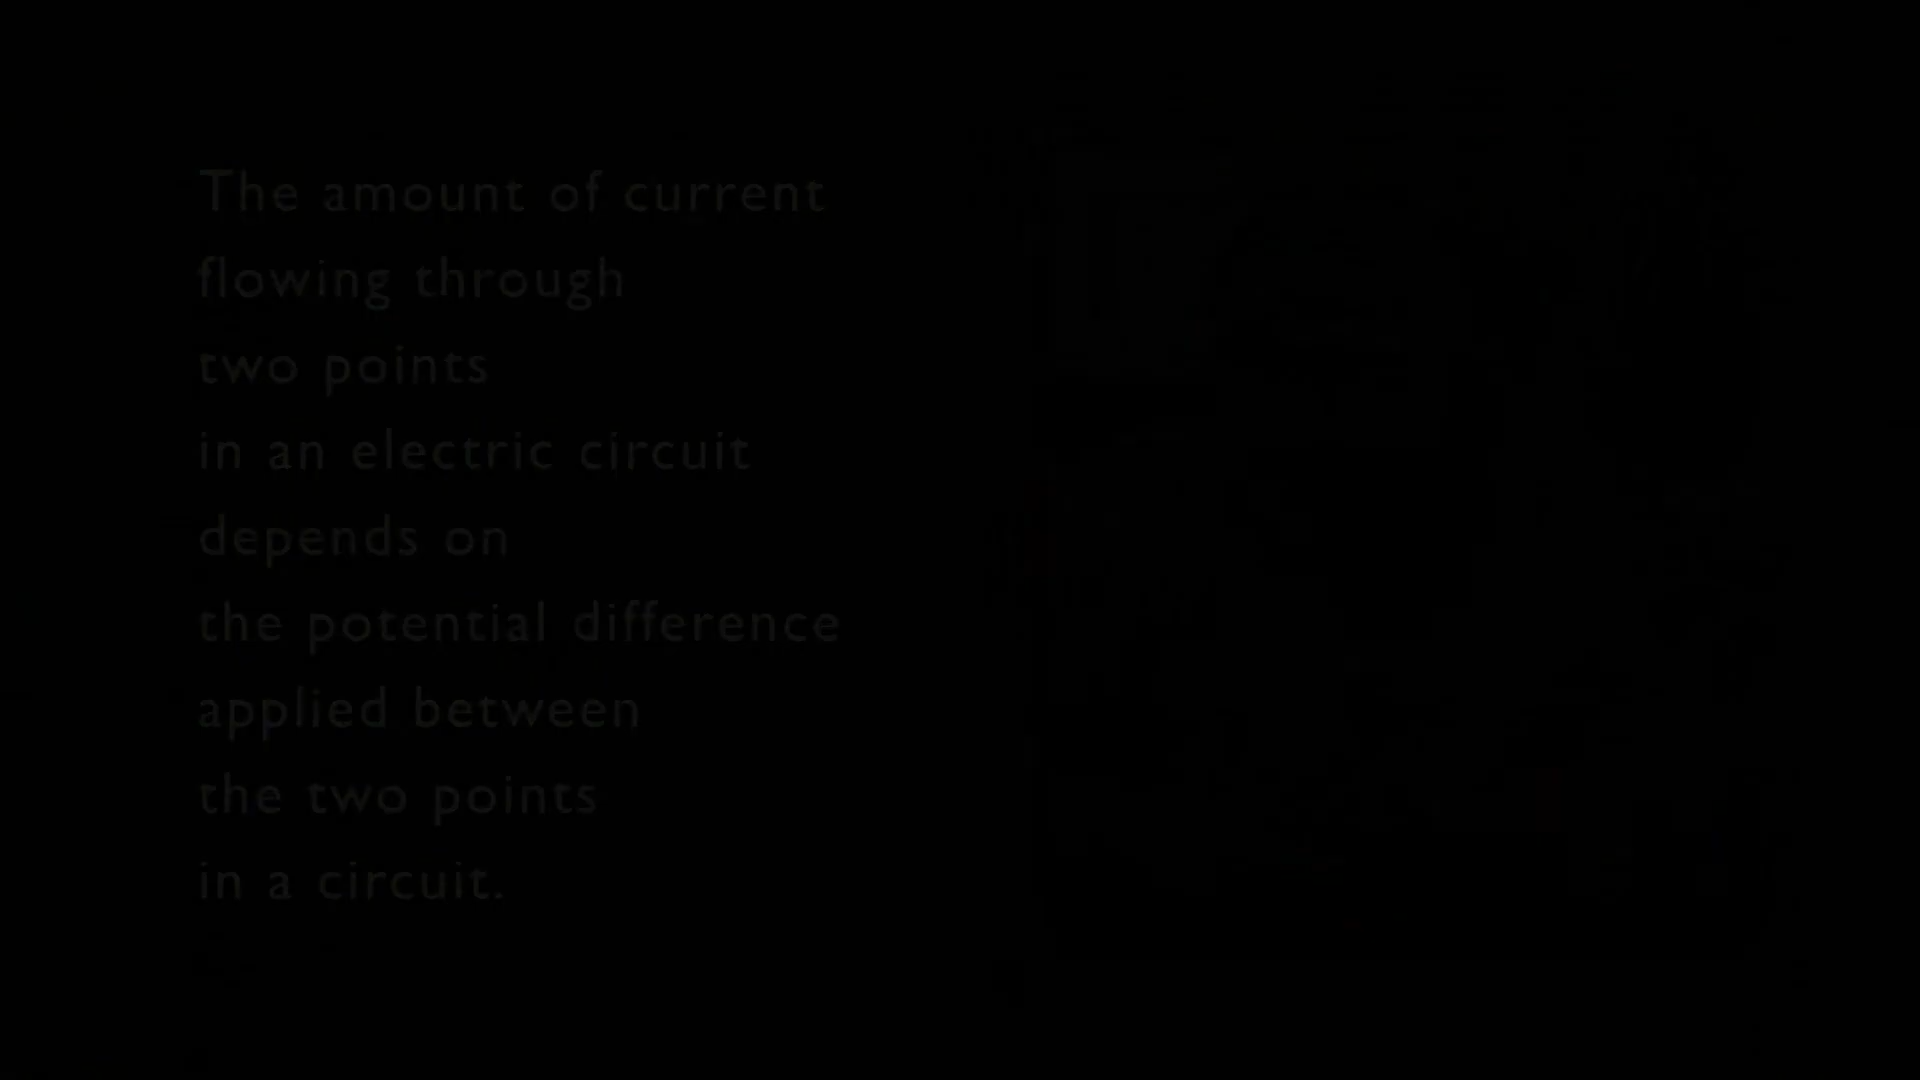 The amount of current
flowing through
two points
in an electric circuit
depends on
the potential difference
applied between
the two points
in a circuit.